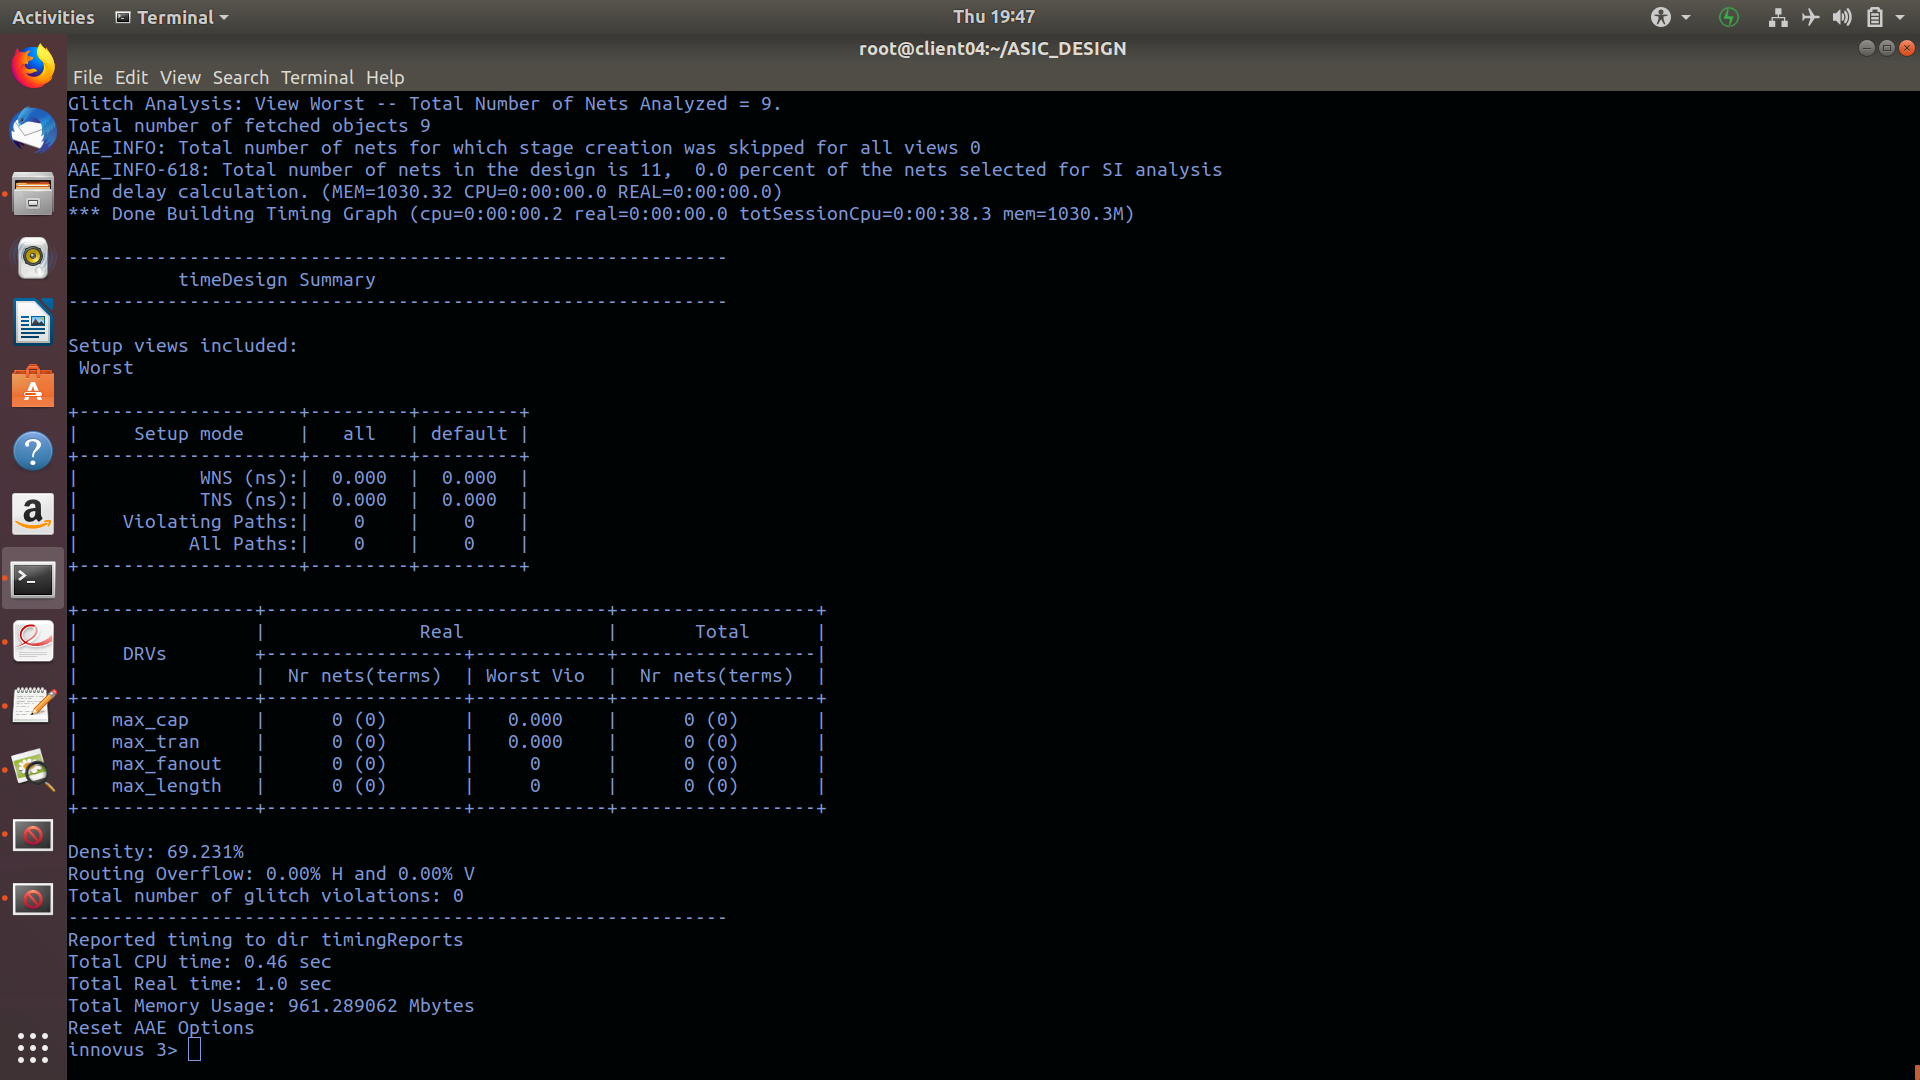 Activities Terminal Thu 19:47
root@client04:~/ASIC_DESIGN
File Edit View Search Terminal Help
Glitch Analysis: View Worst -- Total Number of Nets Analyzed = 9.
Total number of fetched objects 9
AAE_INFO: Total number of nets for which stage creation was skipped for all views 0
AAE_INFO-618: Total number of nets in the design is 11,  0.0 percent of the nets selected for SI analysis
End delay calculation. (MEM=1030.32 CPU=0:00:00.0 REAL=0:00:00.0)
*** Done Building Timing Graph (cpu=0:00:00.2 real=0:00:00.0 totSessionCpu=0:00:38.3 mem=1030.3M)
------------------------------------------------------------
          timeDesign Summary
------------------------------------------------------------
Setup views included:
 Worst
+--------------------+---------+---------+
|     Setup mode     |   all   | default |
+--------------------+---------+---------+
|           WNS (ns):|  0.000  |  0.000  |
|           TNS (ns):|  0.000  |  0.000  |
|    Violating Paths:|    0    |    0    |
|          All Paths:|    0    |    0    |
+--------------------+---------+---------+
+----------------+-------------------------------+------------------+
|                |              Real             |       Total      |
|    DRVs        +------------------+------------+------------------|
|                |  Nr nets(terms)  | Worst Vio  |  Nr nets(terms)  |
+----------------+------------------+------------+------------------+
|   max_cap      |      0 (0)       |   0.000    |      0 (0)       |
|   max_tran     |      0 (0)       |   0.000    |      0 (0)       |
|   max_fanout   |      0 (0)       |     0      |      0 (0)       |
|   max_length   |      0 (0)       |     0      |      0 (0)       |
+----------------+------------------+------------+------------------+
Density: 69.231%
Routing Overflow: 0.00% H and 0.00% V
Total number of glitch violations: 0
------------------------------------------------------------
Reported timing to dir timingReports
Total CPU time: 0.46 sec
Total Real time: 1.0 sec
Total Memory Usage: 961.289062 Mbytes
Reset AAE Options
innovus 3>